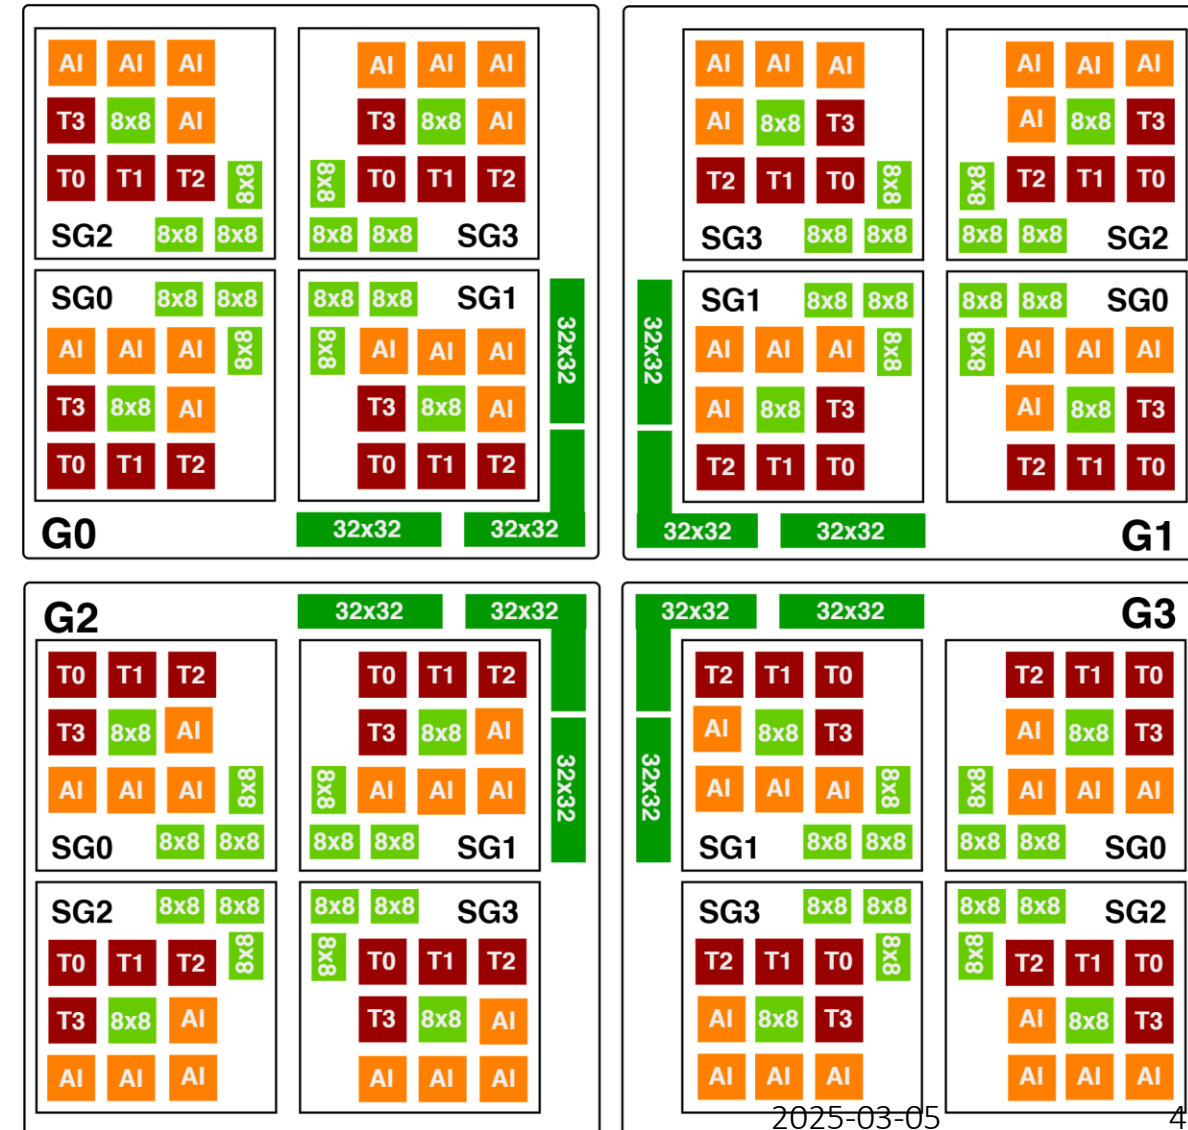 AI AI AI
T3 8x8 AI
T0 T1 T2 8x8
SG2 8x8 8x8
AI AI AI
T3 8x8 AI
8x8 T0 T1 T2
8x8 8x8 SG3
SG0 8x8 8x8
AI AI AI 8x8
T3 8x8 AI
T0 T1 T2
8x8 8x8 SG1
8x8 AI AI AI
T3 8x8 AI
T0 T1 T2
32x32
G0 32x32 32x32
AI AI AI
AI 8x8 T3
T2 T1 T0 8x8
SG3 8x8 8x8
AI AI AI
AI 8x8 T3
8x8 T2 T1 T0
8x8 8x8 SG2
32x32
SG1 8x8 8x8
AI AI AI 8x8
AI 8x8 T3
T2 T1 T0
8x8 8x8 SG0
8x8 AI AI AI
AI 8x8 T3
T2 T1 T0
32x32 32x32 G1
G2 32x32 32x32
T0 T1 T2
T3 8x8 AI
AI AI AI 8x8
SG0 8x8 8x8
T0 T1 T2
T3 8x8 AI
8x8 AI AI AI
8x8 8x8 SG1
32x32
SG2 8x8 8x8
T0 T1 T2 8x8
T3 8x8 AI
AI AI AI
8x8 8x8 SG3
8x8 T0 T1 T2
T3 8x8 AI
AI AI AI
32x32 32x32 G3
32x32
T2 T1 T0
AI 8x8 T3
AI AI AI 8x8
SG1 8x8 8x8
T2 T1 T0
AI 8x8 T3
8x8 AI AI AI
8x8 8x8 SG0
SG3 8x8 8x8
T2 T1 T0 8x8
AI 8x8 T3
AI AI AI
8x8 8x8 SG2
8x8 T2 T1 T0
AI 8x8 T3
AI AI AI
2025-03-05 4